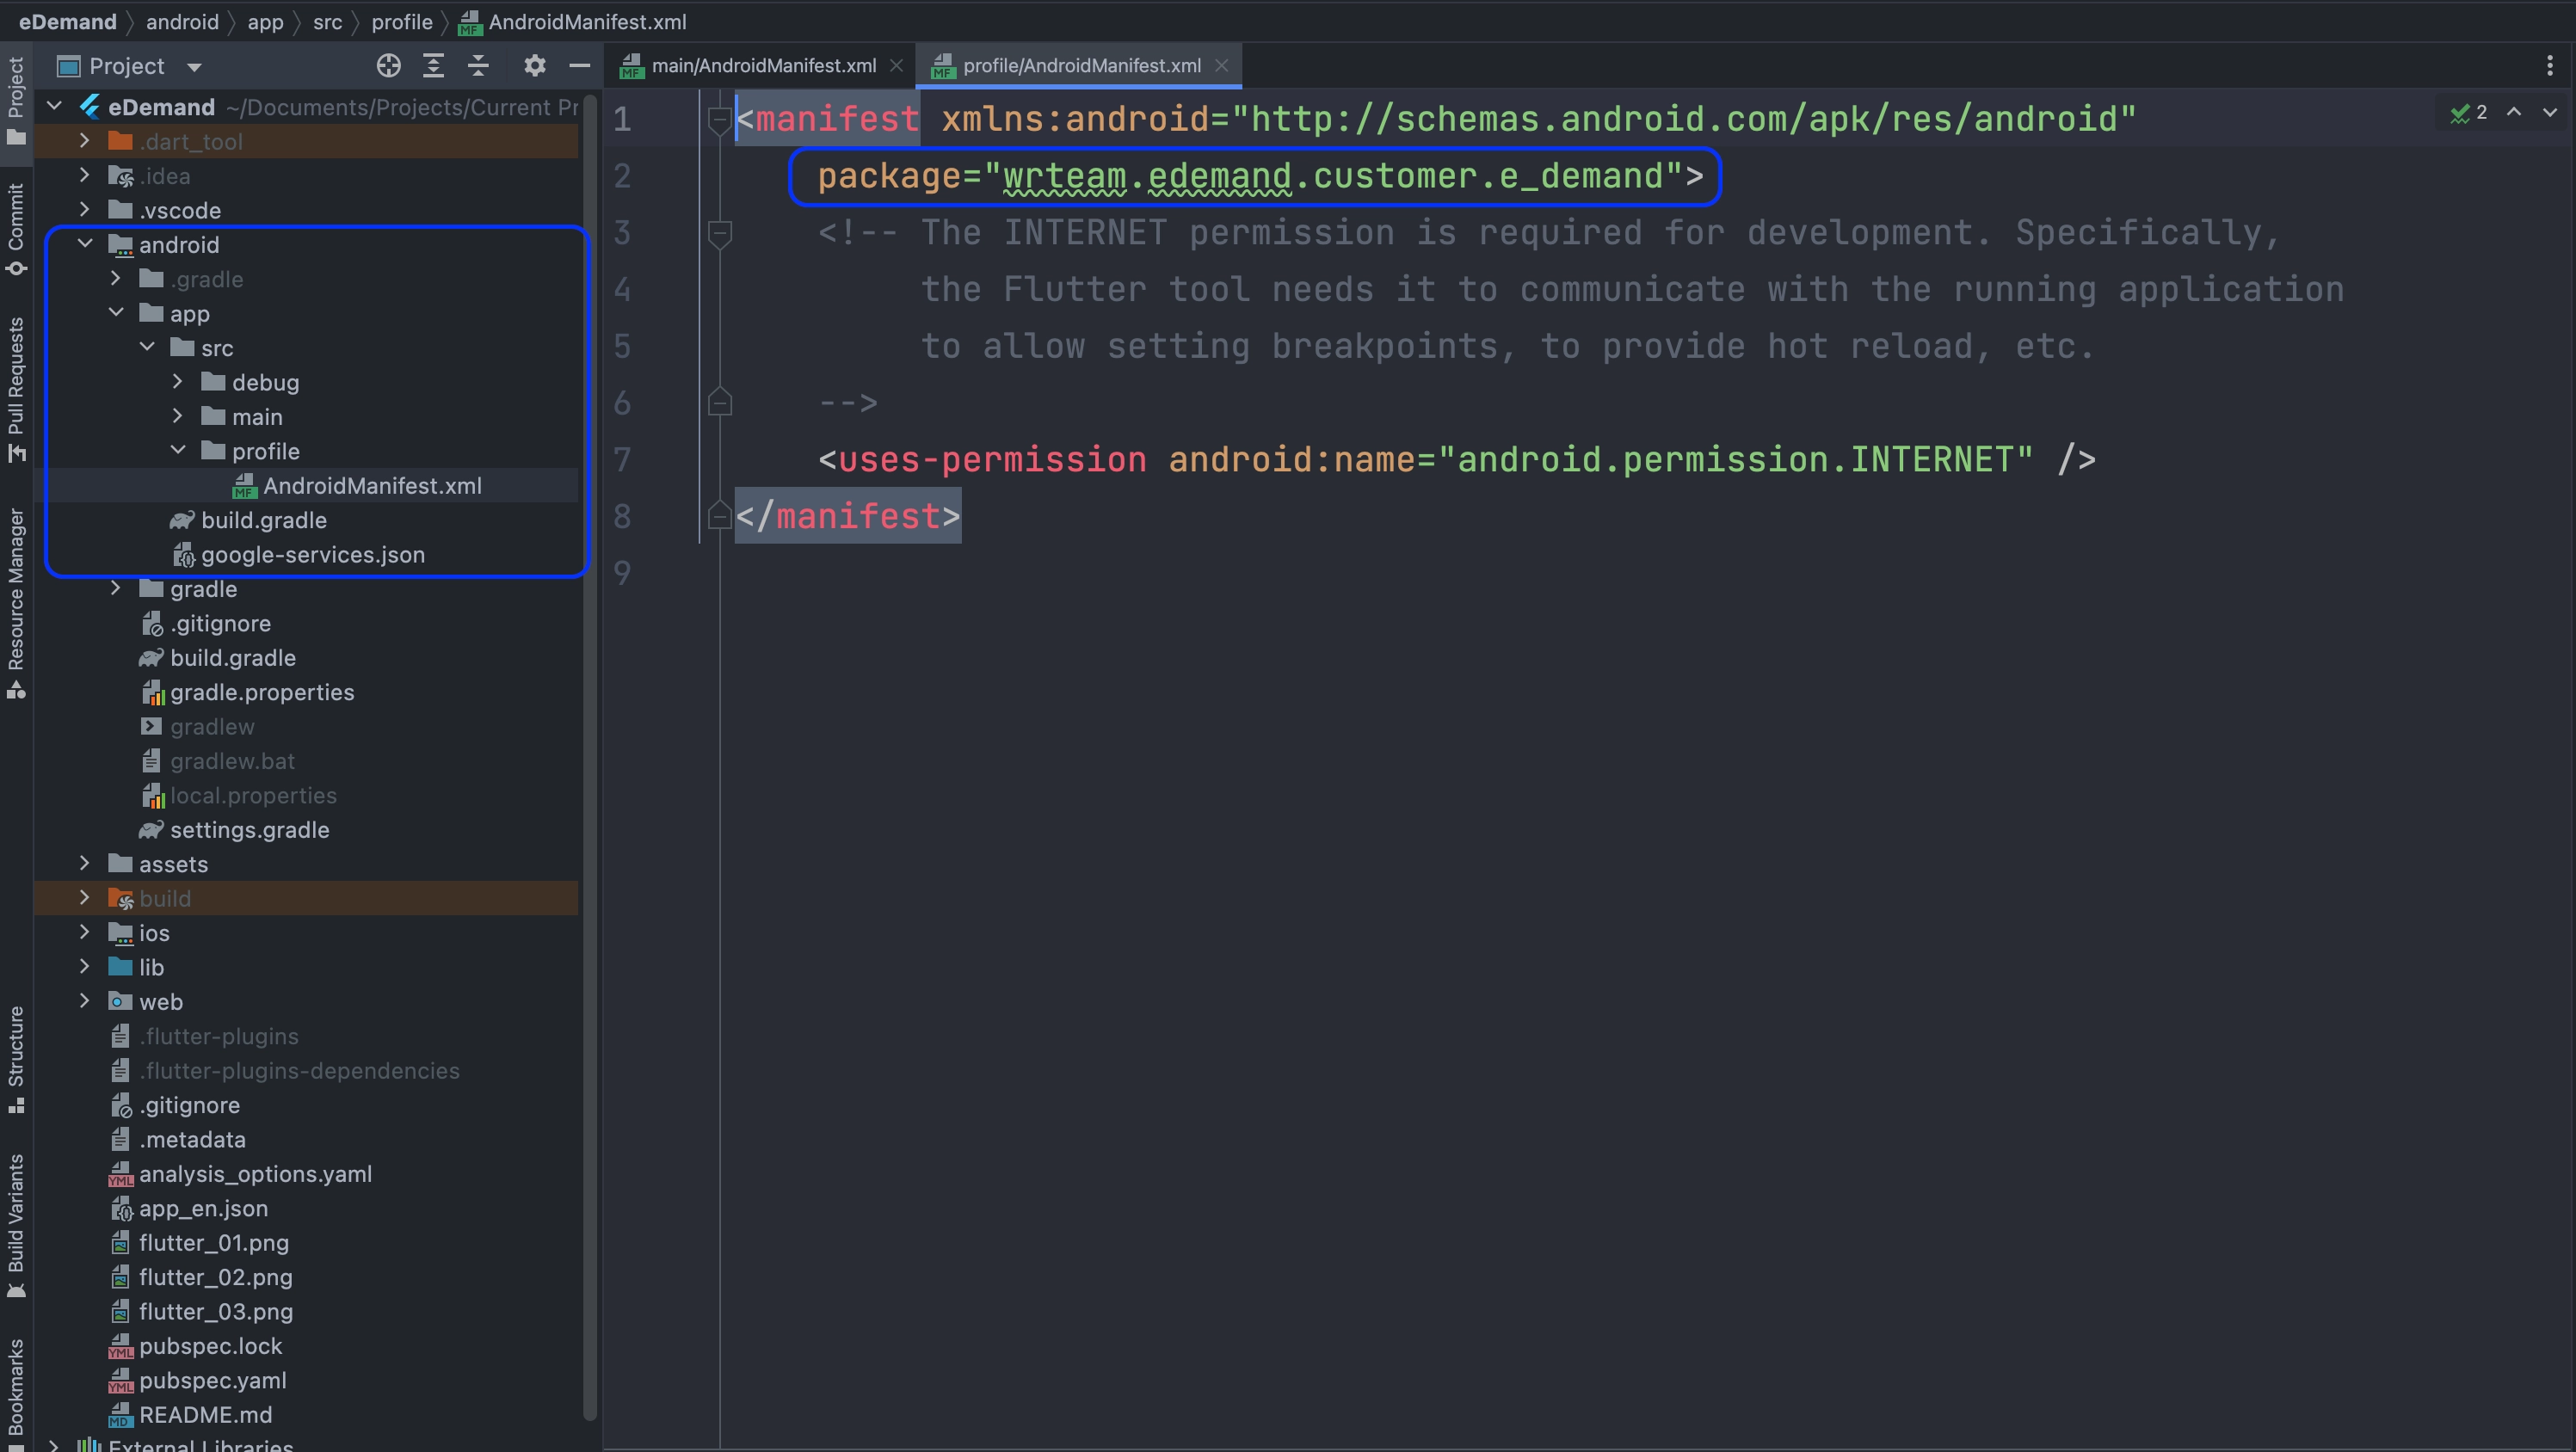 eDemand 〉 android 〉 app 〉 src 〉 profile 〉 AndroidManifest.xml
Project
Commit
Pull Requests
Resource Manager
Structure
Build Variants
Bookmarks
Project
eDemand ~/Documents/Projects/Current Pr
.dart_tool
.idea
.vscode
android
.gradle
app
src
debug
main
profile
AndroidManifest.xml
build.gradle
google-services.json
gradle
.gitignore
build.gradle
gradle.properties
gradlew
gradlew.bat
local.properties
settings.gradle
assets
build
ios
lib
web
.flutter-plugins
.flutter-plugins-dependencies
.gitignore
.metadata
analysis_options.yaml
app_en.json
flutter_01.png
flutter_02.png
flutter_03.png
pubspec.lock
pubspec.yaml
README.md
External Libraries
main/AndroidManifest.xml
profile/AndroidManifest.xml
2
1 <manifest xmlns:android="http://schemas.android.com/apk/res/android"
2 package="wrteam.edemand.customer.e_demand">
3 <!-- The INTERNET permission is required for development. Specifically,
4 the Flutter tool needs it to communicate with the running application
5 to allow setting breakpoints, to provide hot reload, etc.
6 -->
7 <uses-permission android:name="android.permission.INTERNET" />
8 </manifest>
9